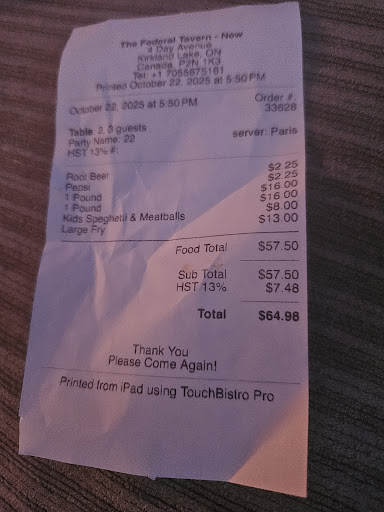 The Federal Tavern - New
4 Day Avenue
Kirkland Lake, ON
Canada, P2N 1K3
Tel: +1 7055675161
Printed October 22, 2025 at 5:50 PM
October 22, 2025 at 5:50 PM
Order #:
33628
Table: 2, 3 guests
Party Name: 22
server: Paris
HST 13% #:
Root Beer $2.25
Pepsi $2.25
1 Pound $16.00
1 Pound $16.00
Kids Speghetii & Meatballs $8.00
Large Fry $13.00
Food Total $57.50
Sub Total $57.50
HST 13% $7.48
Total $64.98
Thank You
Please Come Again!
Printed from iPad using TouchBistro Pro